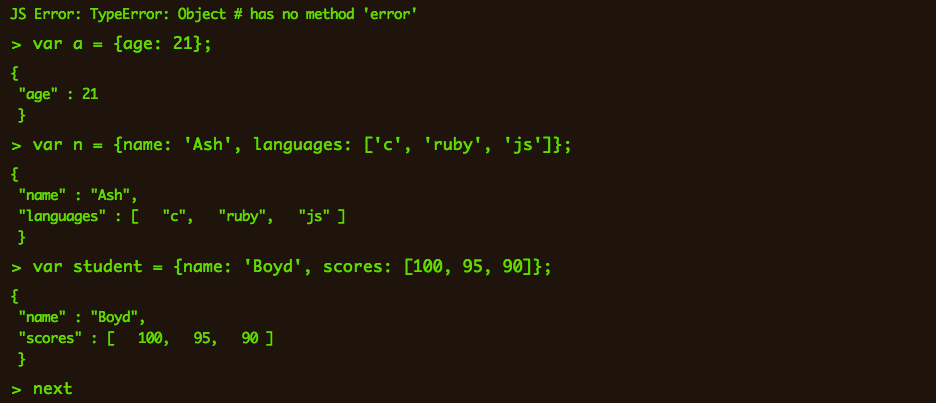 JS Error: TypeError: Object # has no method 'error'
> var a = {age: 21};
{
"age" : 21
}
> var n = {name: 'Ash', languages: ['c', 'ruby', 'js']};
{
"name" : "Ash",
"languages" : [ "c", "ruby", "js" ]
}
> var student = {name: 'Boyd', scores: [100, 95, 90]};
{
"name" : "Boyd",
"scores" : [ 100, 95, 90 ]
}
> next